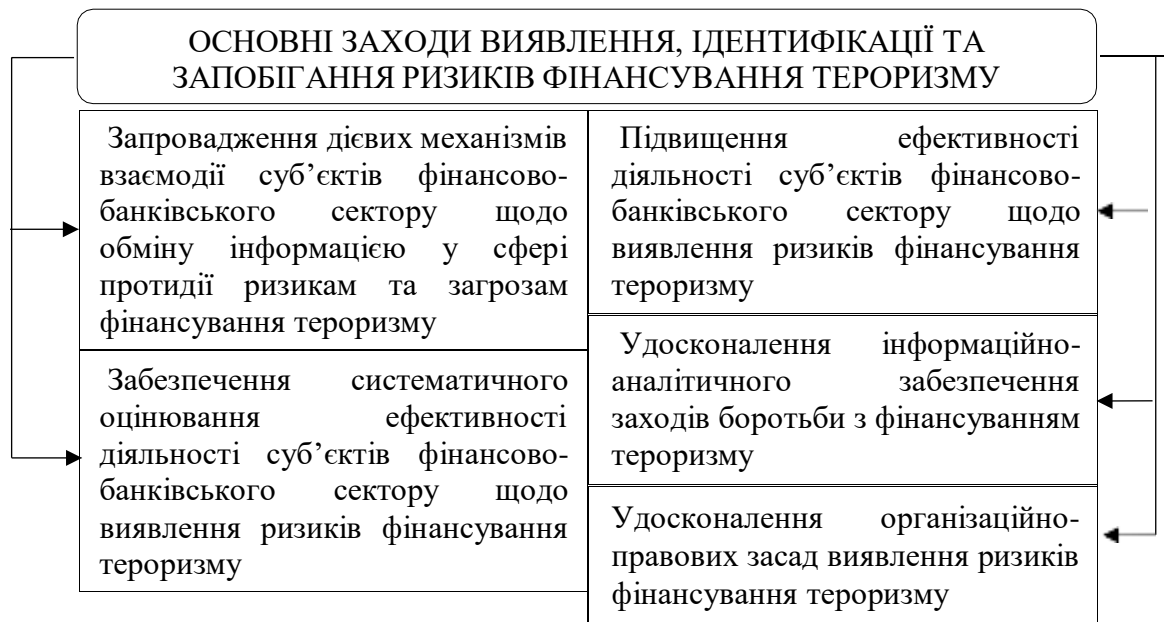 ОСНОВНІ ЗАХОДИ ВИЯВЛЕННЯ, ІДЕНТИФІКАЦІЇ ТА
ЗАПОБІГАННЯ РИЗИКІВ ФІНАНСУВАННЯ ТЕРОРИЗМУ
Запровадження дієвих механізмів
взаємодії суб’єктів фінансово-
банківського сектору щодо
обміну інформацією у сфері
протидії ризикам та загрозам
фінансування тероризму
Забезпечення систематичного
оцінювання ефективності
діяльності суб’єктів фінансово-
банківського сектору щодо
виявлення ризиків фінансування
тероризму
Підвищення ефективності
діяльності суб’єктів фінансово-
банківського сектору щодо
виявлення ризиків фінансування
тероризму
Удосконалення інформаційно-
аналітичного забезпечення
заходів боротьби з фінансуванням
тероризму
Удосконалення організаційно-
правових засад виявлення ризиків
фінансування тероризму